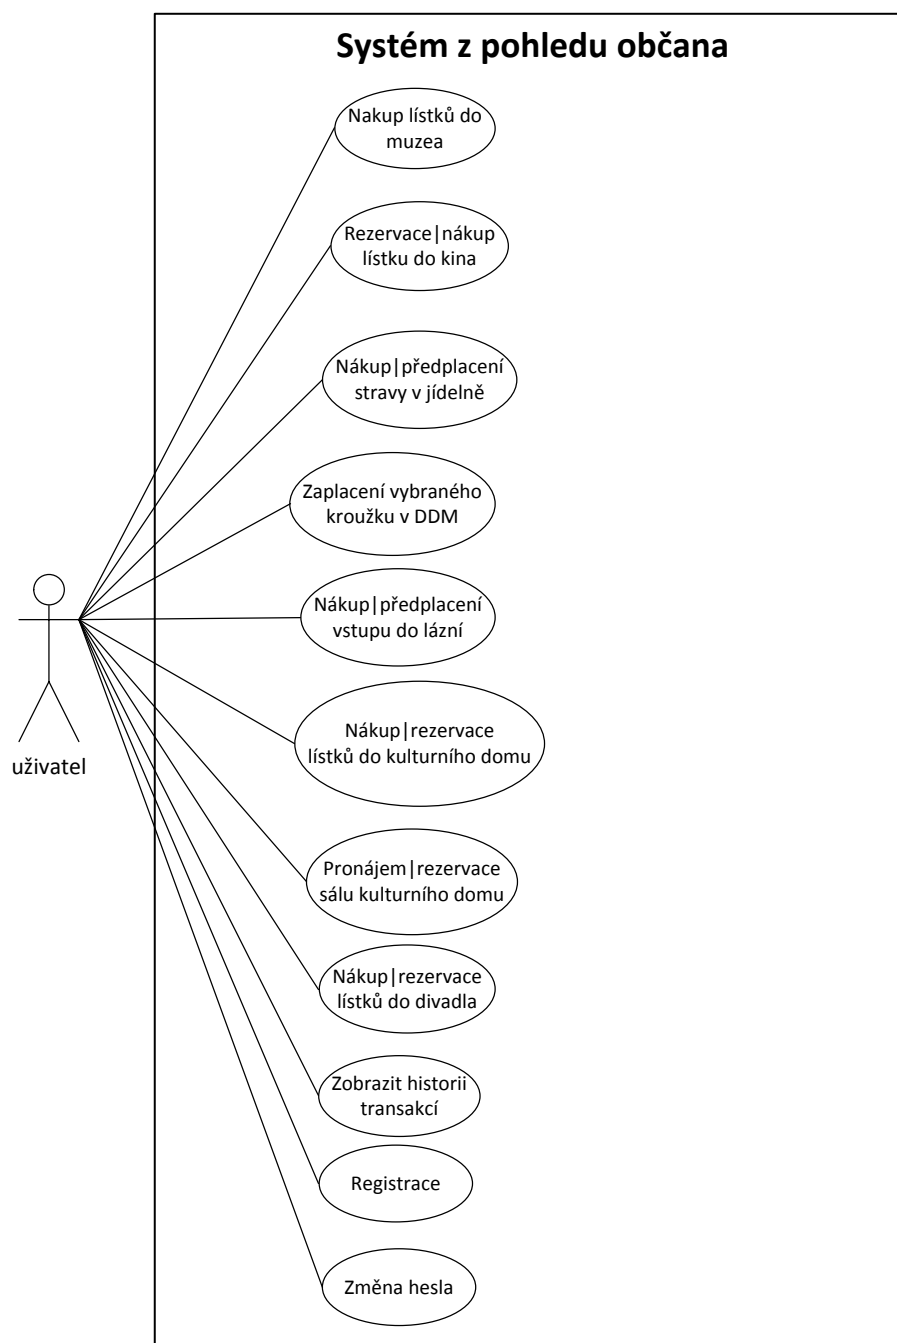 Systém z pohledu občana
Nakup lístků do
muzea
Rezervace|nákup
lístku do kina
Nákup|předplacení
stravy v jídelně
Zaplacení vybraného
kroužku v DDM
Nákup|předplacení
vstupu do lázní
Nákup|rezervace
lístků do kulturního domu
uživatel
Pronájem|rezervace
sálu kulturního domu
Nákup|rezervace
lístků do divadla
Zobrazit historii
transakcí
Registrace
Změna hesla